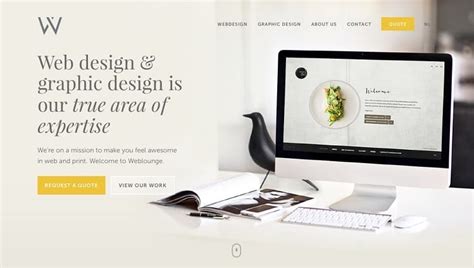 W
WEBDESIGN GRAPHIC DESIGN ABOUT US CONTACT QUOTE NL
Web design &
graphic design is
our true area of
expertise
We're on a mission to make you feel awesome
in web and print. Welcome to Weblounge.
REQUEST A QUOTE VIEW OUR WORK
Welcome